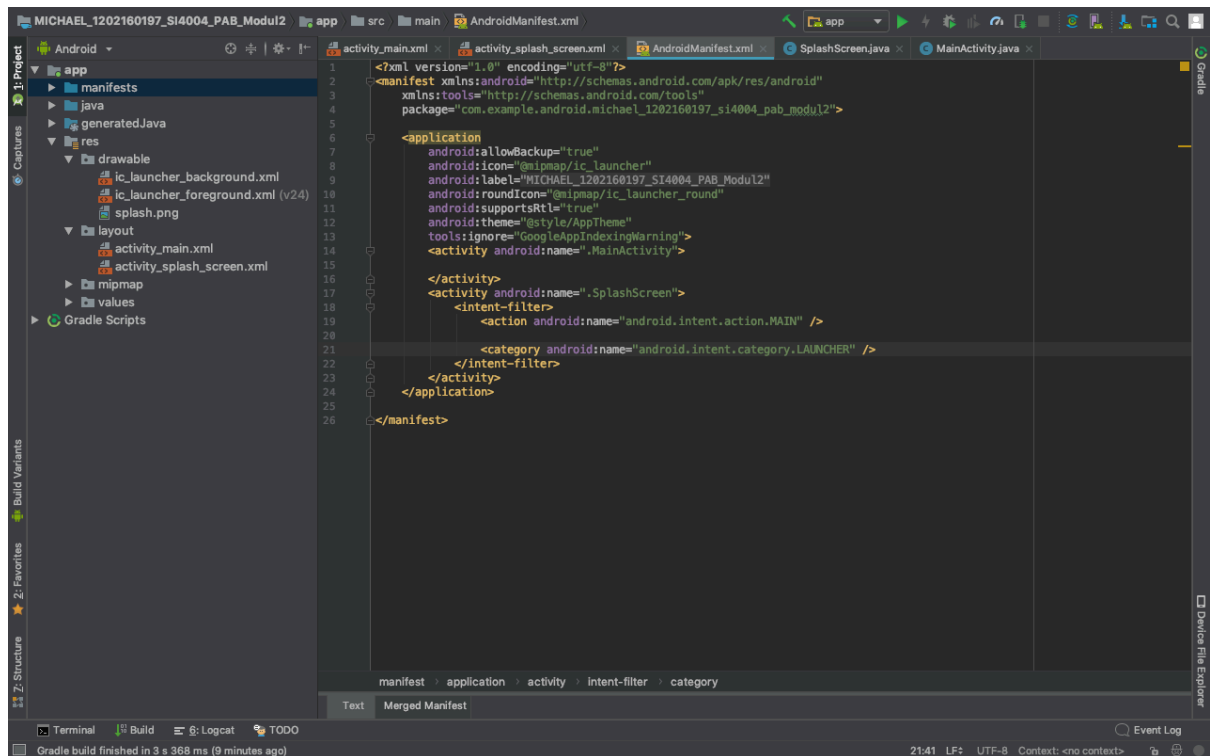 MICHAEL_1202160197_SI4004_PAB_Modul2 app src main AndroidManifest.xml app
1: Project
Captures
Build Variants
2: Favorites
Z: Structure
Android
app
manifests
java
generatedJava
res
drawable
ic_launcher_background.xml
ic_launcher_foreground.xml (v24)
splash.png
layout
activity_main.xml
activity_splash_screen.xml
mipmap
values
Gradle Scripts
activity_main.xml activity_splash_screen.xml AndroidManifest.xml SplashScreen.java MainActivity.java
1 <?xml version="1.0" encoding="utf-8"?>
2 <manifest xmlns:android="http://schemas.android.com/apk/res/android"
3 xmlns:tools="http://schemas.android.com/tools"
4 package="com.example.android.michael_1202160197_si4004_pab_modul2">
5
6 <application
7 android:allowBackup="true"
8 android:icon="@mipmap/ic_launcher"
9 android:label="MICHAEL_1202160197_SI4004_PAB_Modul2"
10 android:roundIcon="@mipmap/ic_launcher_round"
11 android:supportsRtl="true"
12 android:theme="@style/AppTheme"
13 tools:ignore="GoogleAppIndexingWarning">
14 <activity android:name=".MainActivity">
15
16 </activity>
17 <activity android:name=".SplashScreen">
18 <intent-filter>
19 <action android:name="android.intent.action.MAIN" />
20
21 <category android:name="android.intent.category.LAUNCHER" />
22 </intent-filter>
23 </activity>
24 </application>
25
26 </manifest>
manifest application activity intent-filter category
Text Merged Manifest
Gradle
Device File Explorer
Terminal Build 6: Logcat TODO Event Log
Gradle build finished in 3 s 368 ms (9 minutes ago) 21:41 LF UTF-8 Context: <no context>